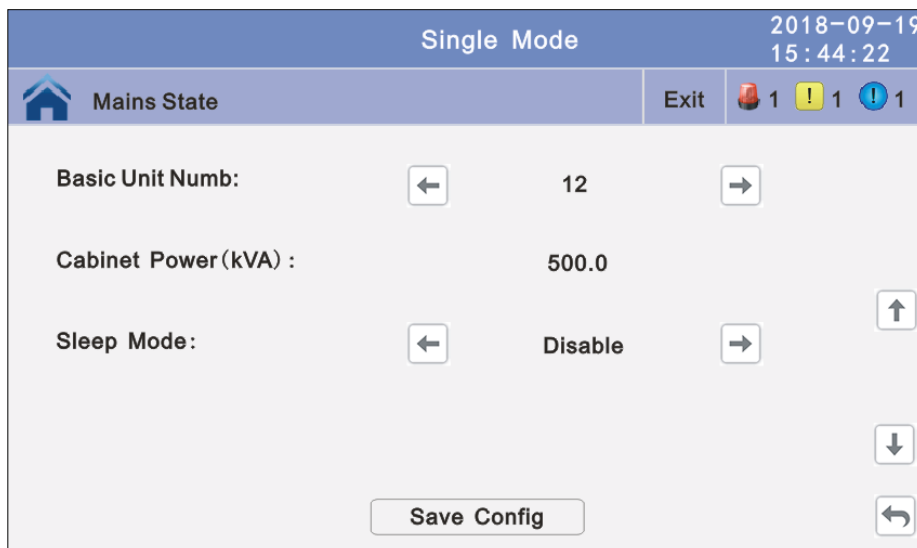 Single Mode
2018-09-19
15:44:22
Mains State
Exit
1
! 1
! 1
Basic Unit Numb:
12
Cabinet Power(kVA) :
500.0
Sleep Mode:
Disable
Save Config